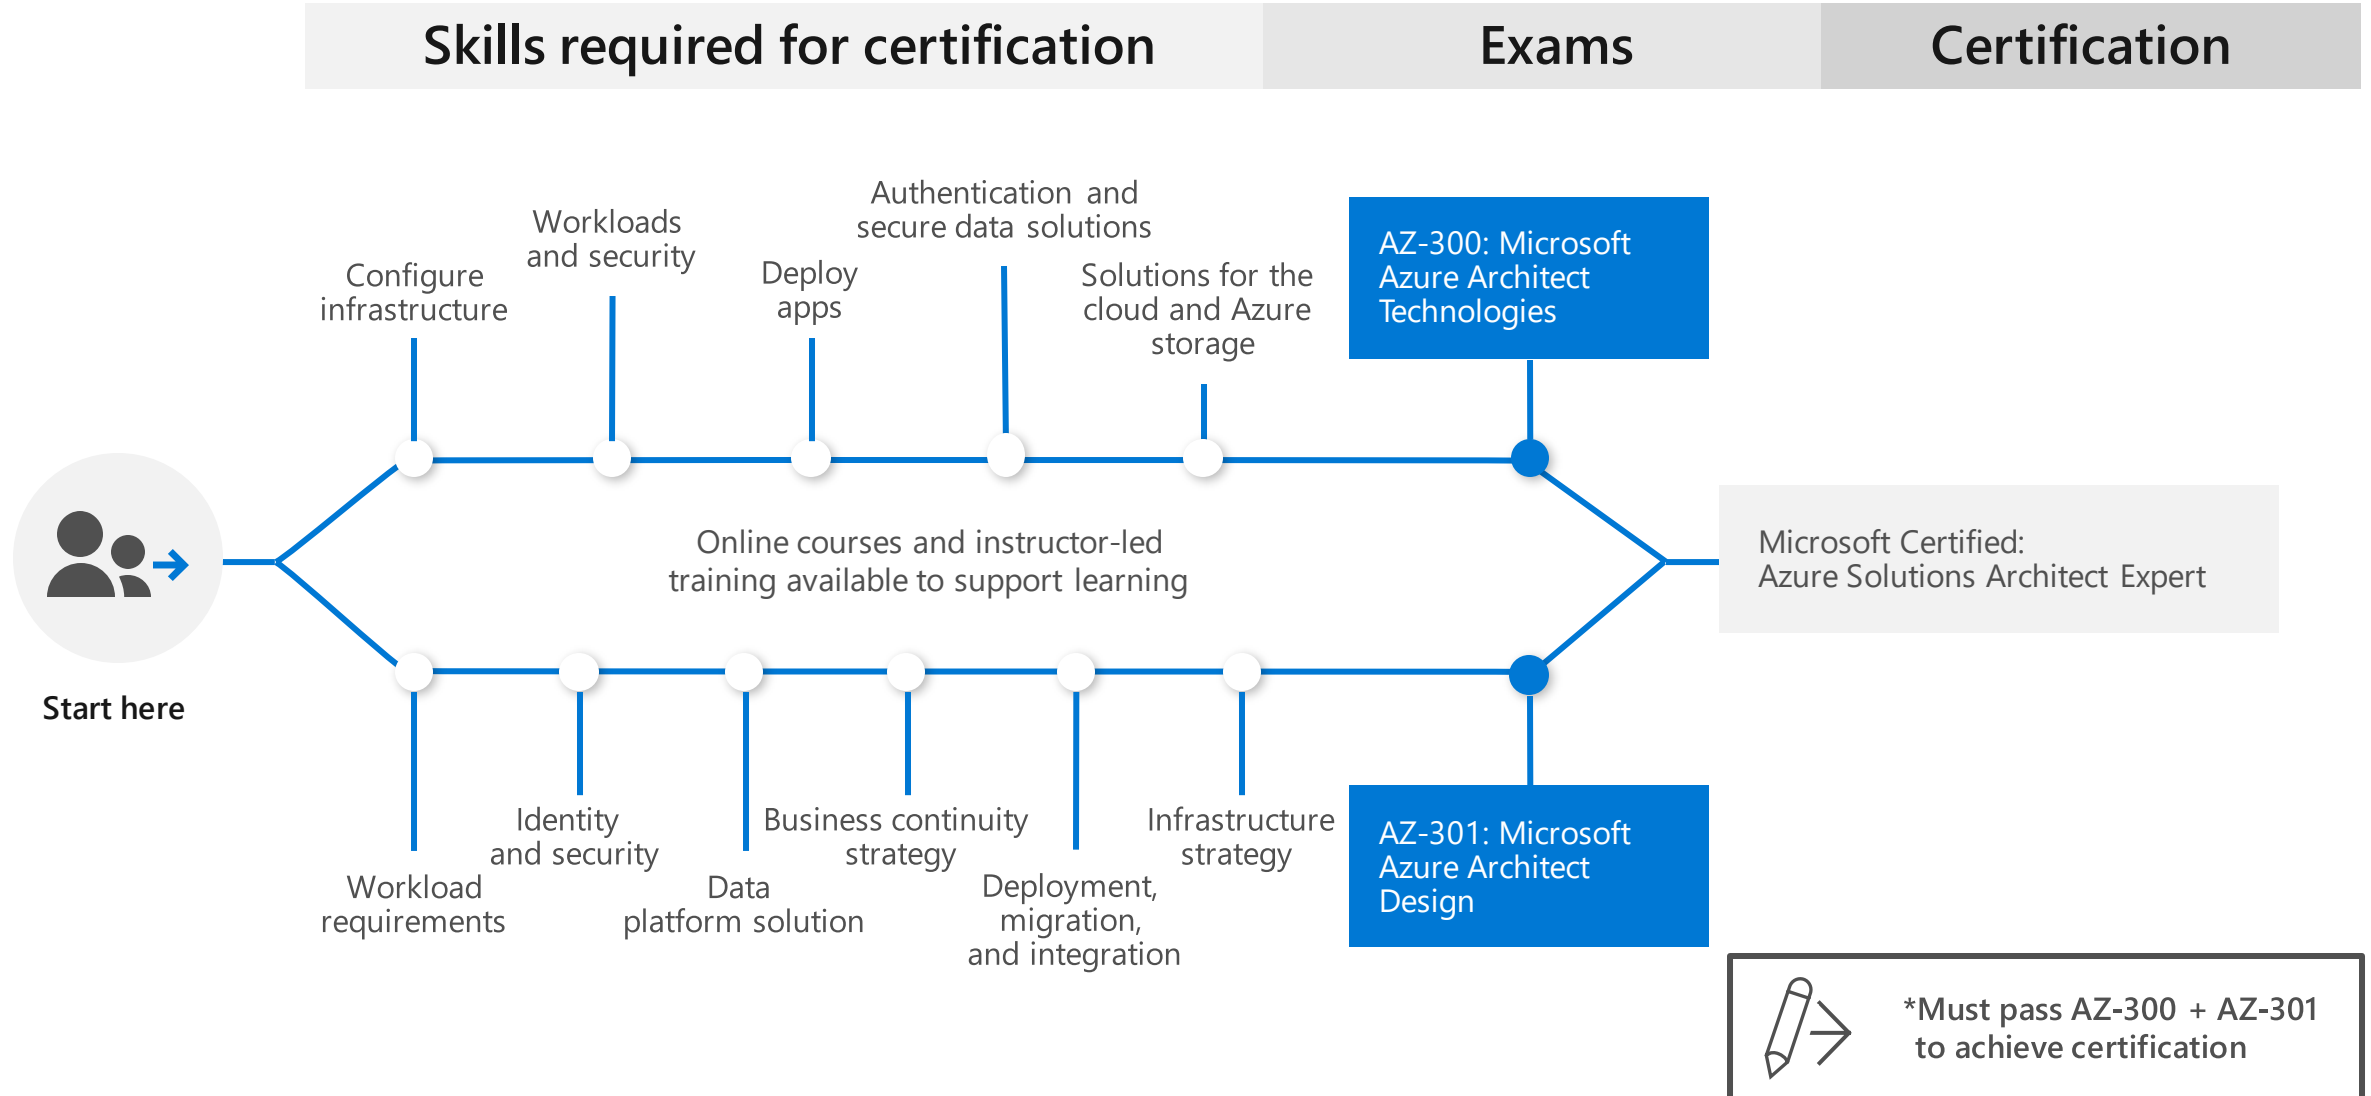 Skills required for certification
Exams
Certification
Configure
infrastructure
Workloads
and security
Deploy
apps
Authentication and
secure data solutions
Solutions for the
cloud and Azure
storage
AZ-300: Microsoft
Azure Architect
Technologies
Start here
Online courses and instructor-led
training available to support learning
Microsoft Certified:
Azure Solutions Architect Expert
Workload
requirements
Identity
and security
Data
platform solution
Business continuity
strategy
Deployment,
migration,
and integration
Infrastructure
strategy
AZ-301: Microsoft
Azure Architect
Design
*Must pass AZ-300 + AZ-301
to achieve certification